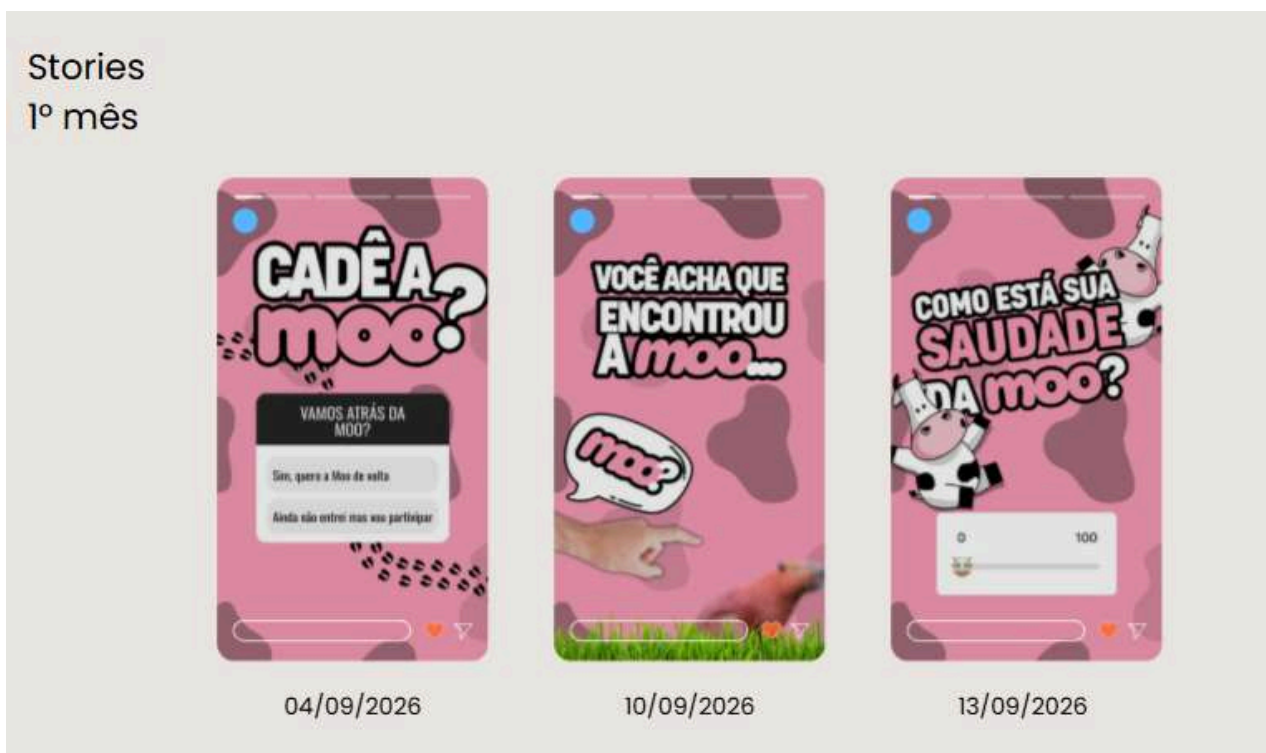 Stories
1º mês
CADÊ A
moo?
VAMOS ATRÁS DA
MOO?
Sim, quero a Moo de volta
Ainda não entrei mas vou partivipar
04/09/2026
VOCÊ ACHA QUE
ENCONTROU
A moo...
moo?
10/09/2026
COMO ESTÁ SUA
SAUDADE
DA moo?
0 100
13/09/2026